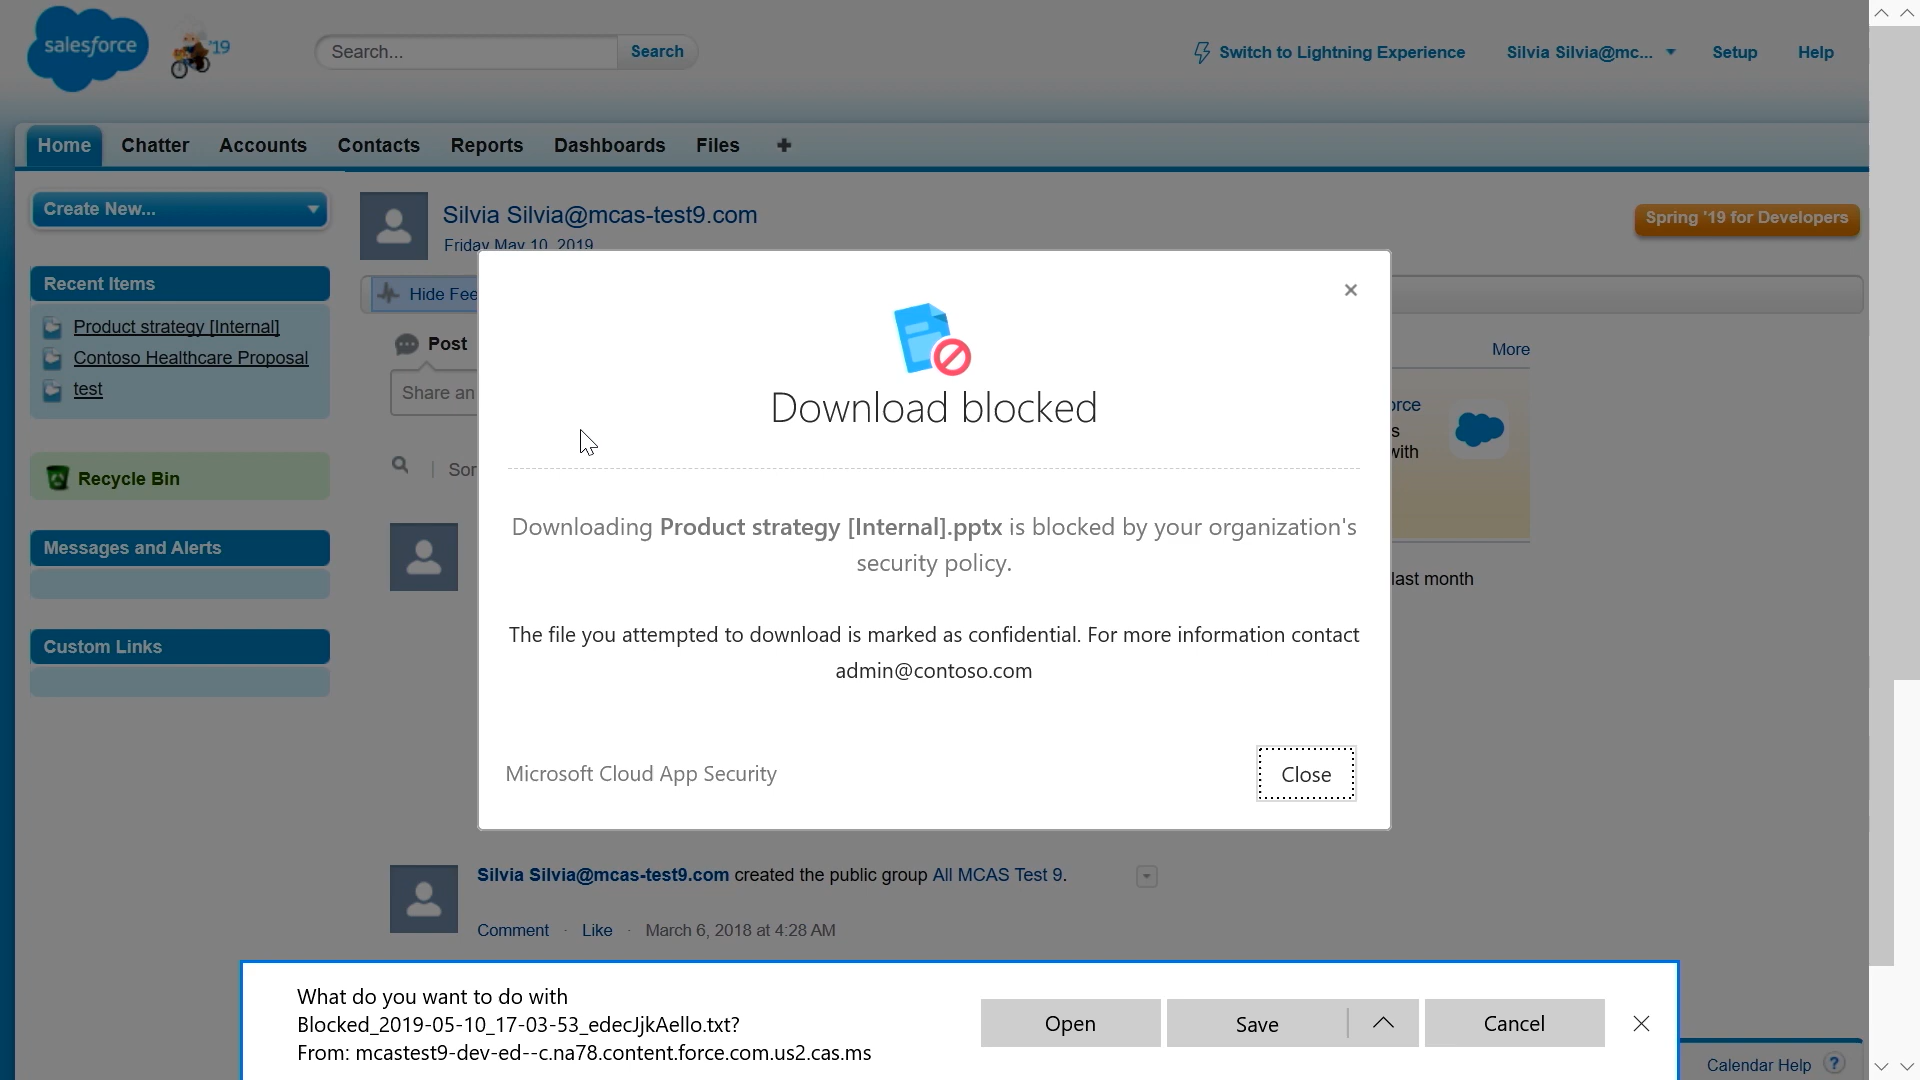 salesforce
'19
Search...
Search
Switch to Lightning Experience
Silvia Silvia@mc...
Setup
Help
Home
Chatter
Accounts
Contacts
Reports
Dashboards
Files
Create New...
Recent Items
Product strategy [Internal]
Contoso Healthcare Proposal
test
Recycle Bin
Messages and Alerts
Custom Links
Silvia Silvia@mcas-test9.com
Friday May 10, 2019
Spring '19 for Developers
Hide Fee
Post
Share an
Sor
More
orce
s
with
last month
Download blocked
Downloading Product strategy [Internal].pptx is blocked by your organization's
security policy.
The file you attempted to download is marked as confidential. For more information contact
admin@contoso.com
Microsoft Cloud App Security
Close
Silvia Silvia@mcas-test9.com created the public group All MCAS Test 9.
Comment · Like · March 6, 2018 at 4:28 AM
What do you want to do with
Blocked_2019-05-10_17-03-53_edecJjkAello.txt?
From: mcastest9-dev-ed--c.na78.content.force.com.us2.cas.ms
Open
Save
Cancel
Calendar Help ?